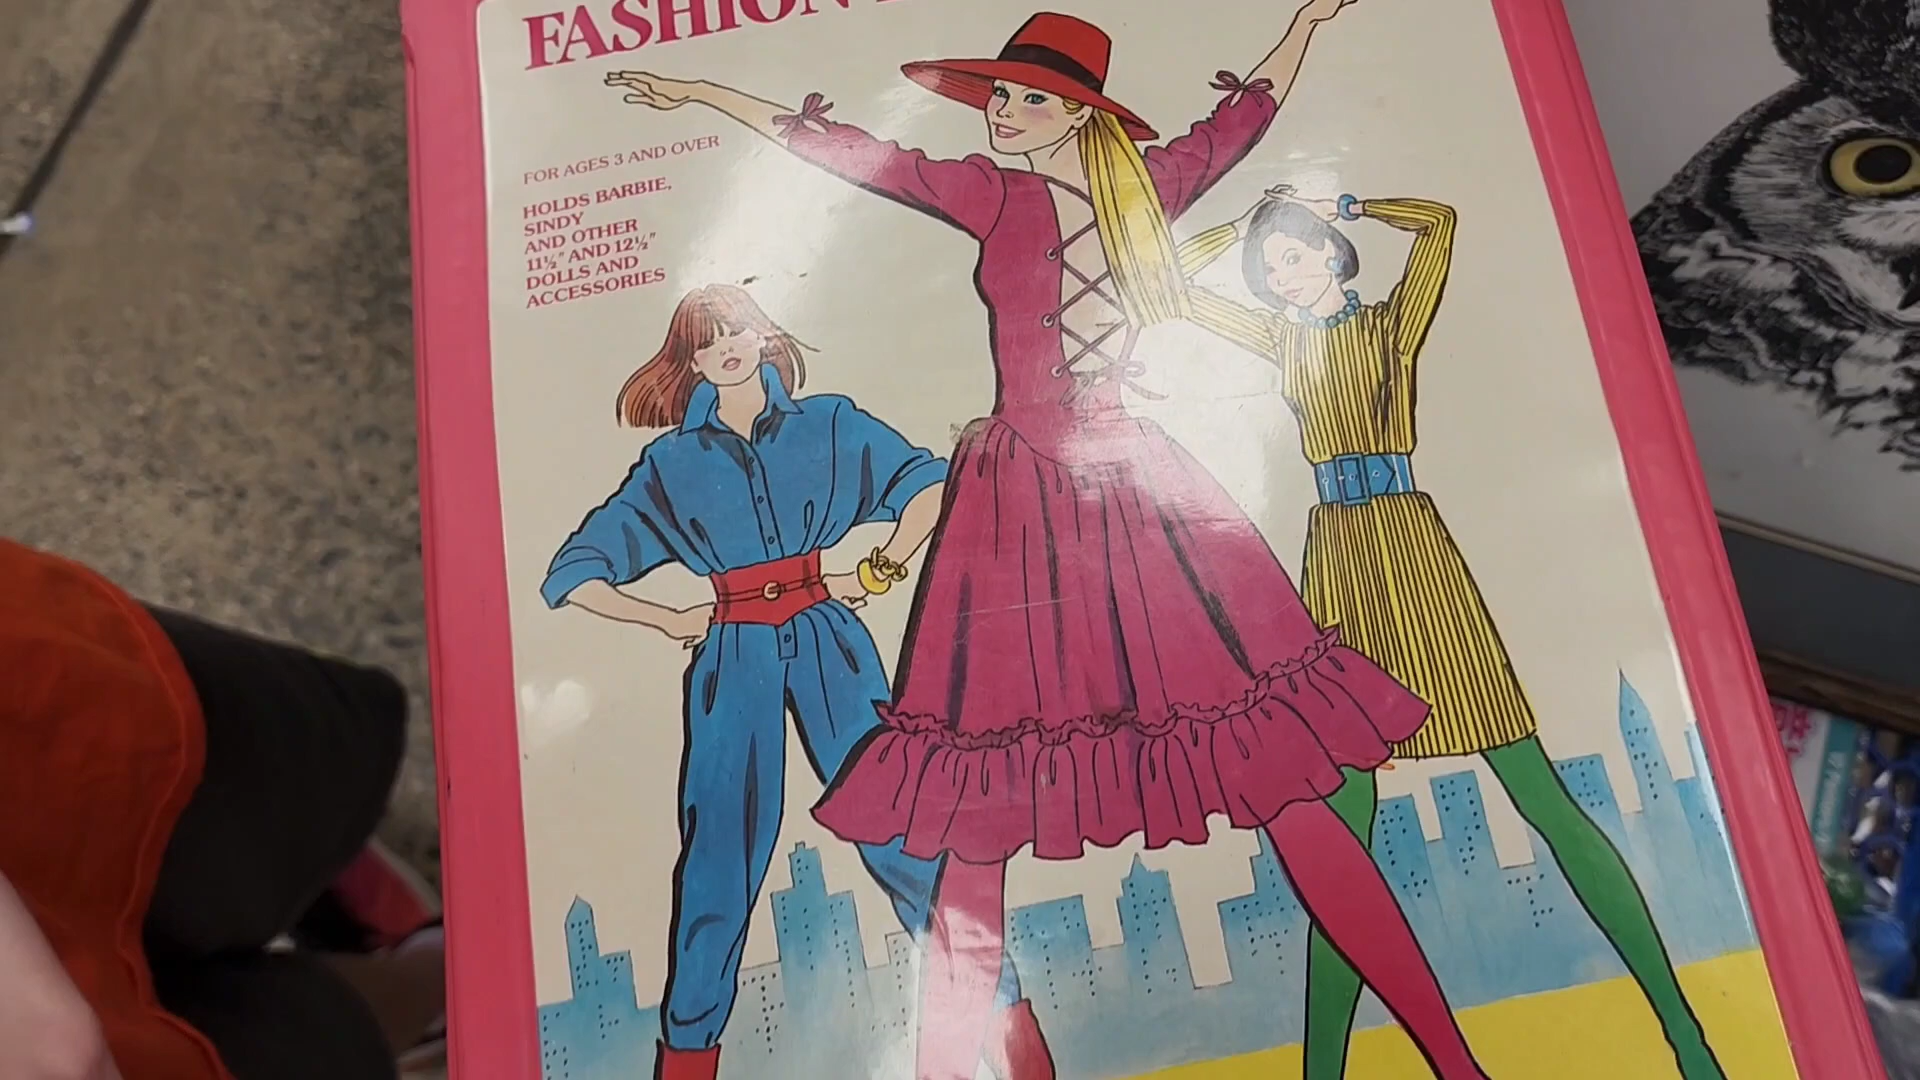 FASHION
FOR AGES 3 AND OVER
HOLDS BARBIE,
SINDY
AND OTHER
11½" AND 12½"
DOLLS AND
ACCESSORIES